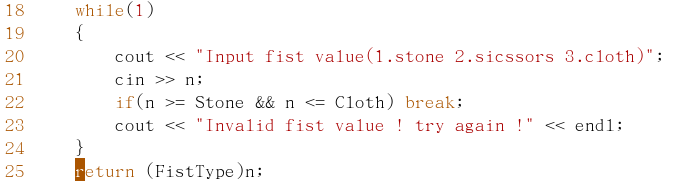 18     while(1)
19     {
20         cout << "Input fist value(1.stone 2.sicssors 3.cloth)";
21         cin >> n;
22         if(n >= Stone && n <= Cloth) break;
23         cout << "Invalid fist value ! try again !" << endl;
24     }
25     return (FistType)n;